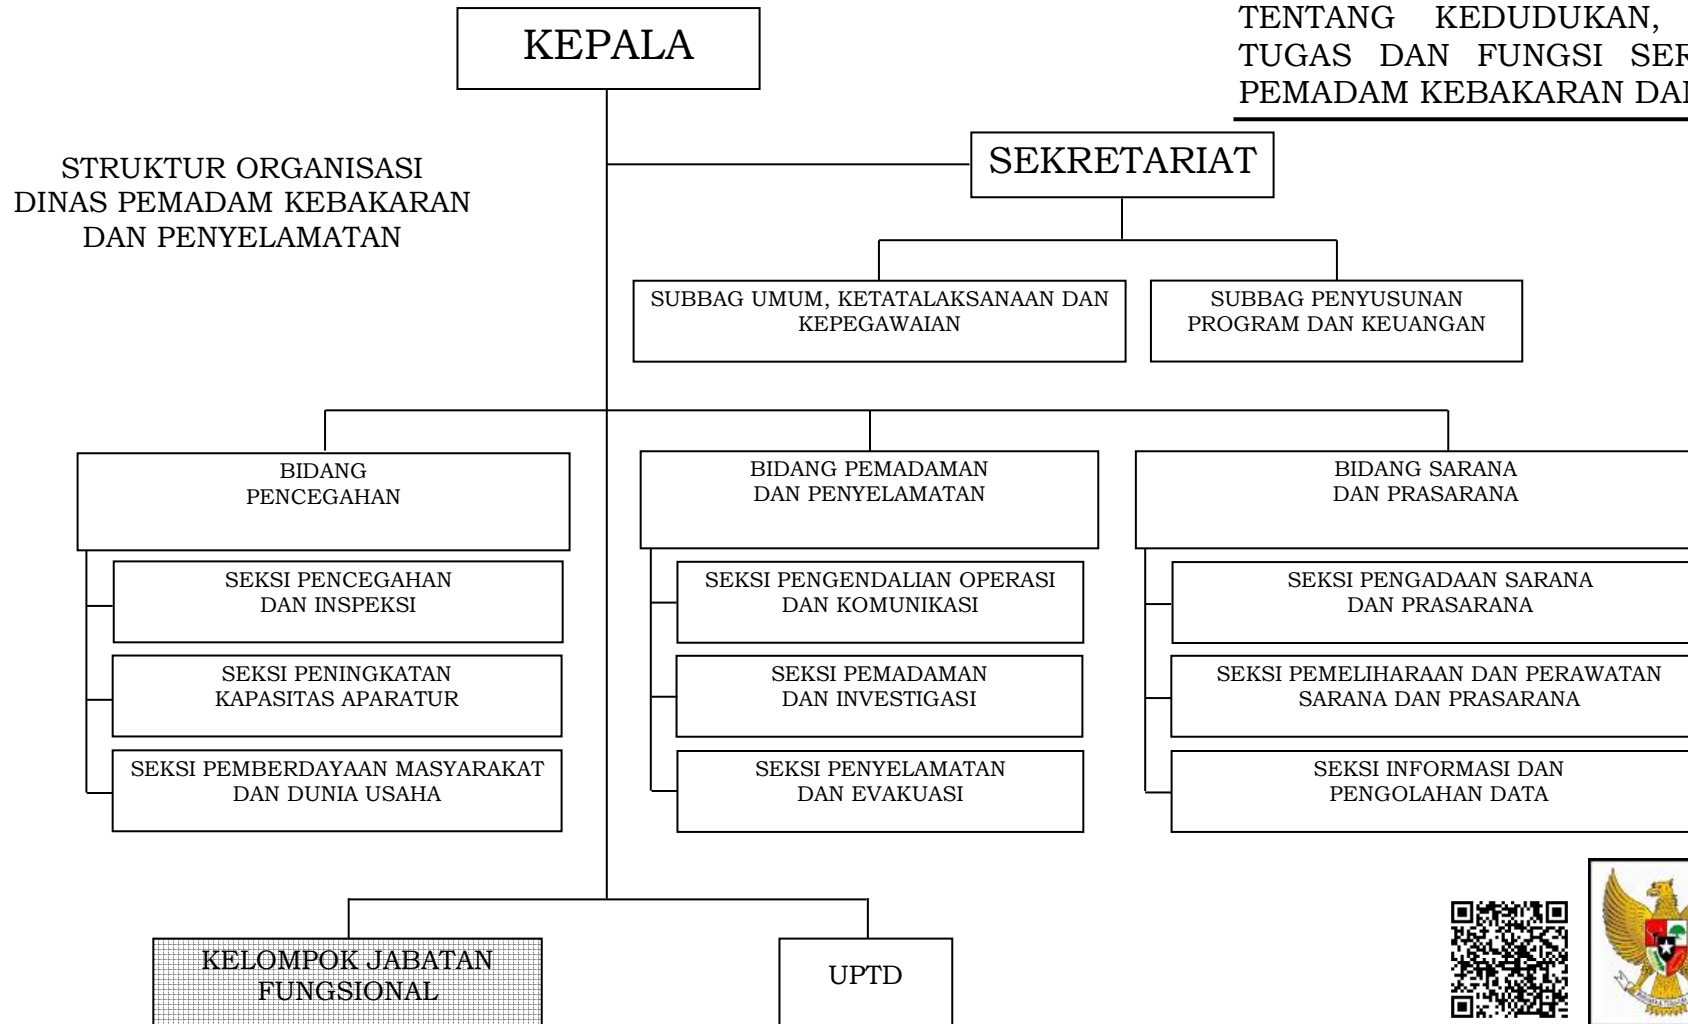 KEPALA
TENTANG KEDUDUKAN,
TUGAS DAN FUNGSI
PEMADAM KEBAKARAN
STRUKTUR ORGANISASI
DINAS PEMADAM KEBAKARAN
DAN PENYELAMATAN
SEKRETARIAT
SUBBAG UMUM, KETATALAKSANAAN DAN
KEPEGAWAIAN
SUBBAG PENYUSUNAN
PROGRAM DAN KEUANGAN
BIDANG
PENCEGAHAN
SEKSI PENCEGAHAN
DAN INSPEKSI
SEKSI PENINGKATAN
KAPASITAS APARATUR
SEKSI PEMBERDAYAAN MASYARAKAT
DAN DUNIA USAHA
BIDANG PEMADAMAN
DAN PENYELAMATAN
SEKSI PENGENDALIAN OPERASI
DAN KOMUNIKASI
SEKSI PEMADAMAN
DAN INVESTIGASI
SEKSI PENYELAMATAN
DAN EVAKUASI
BIDANG SARANA
DAN PRASARANA
SEKSI PENGADAAN SARANA
DAN PRASARANA
SEKSI PEMELIHARAAN DAN PERAWATAN
SARANA DAN PRASARANA
SEKSI INFORMASI DAN
PENGOLAHAN DATA
KELOMPOK JABATAN
FUNGSIONAL
UPTD